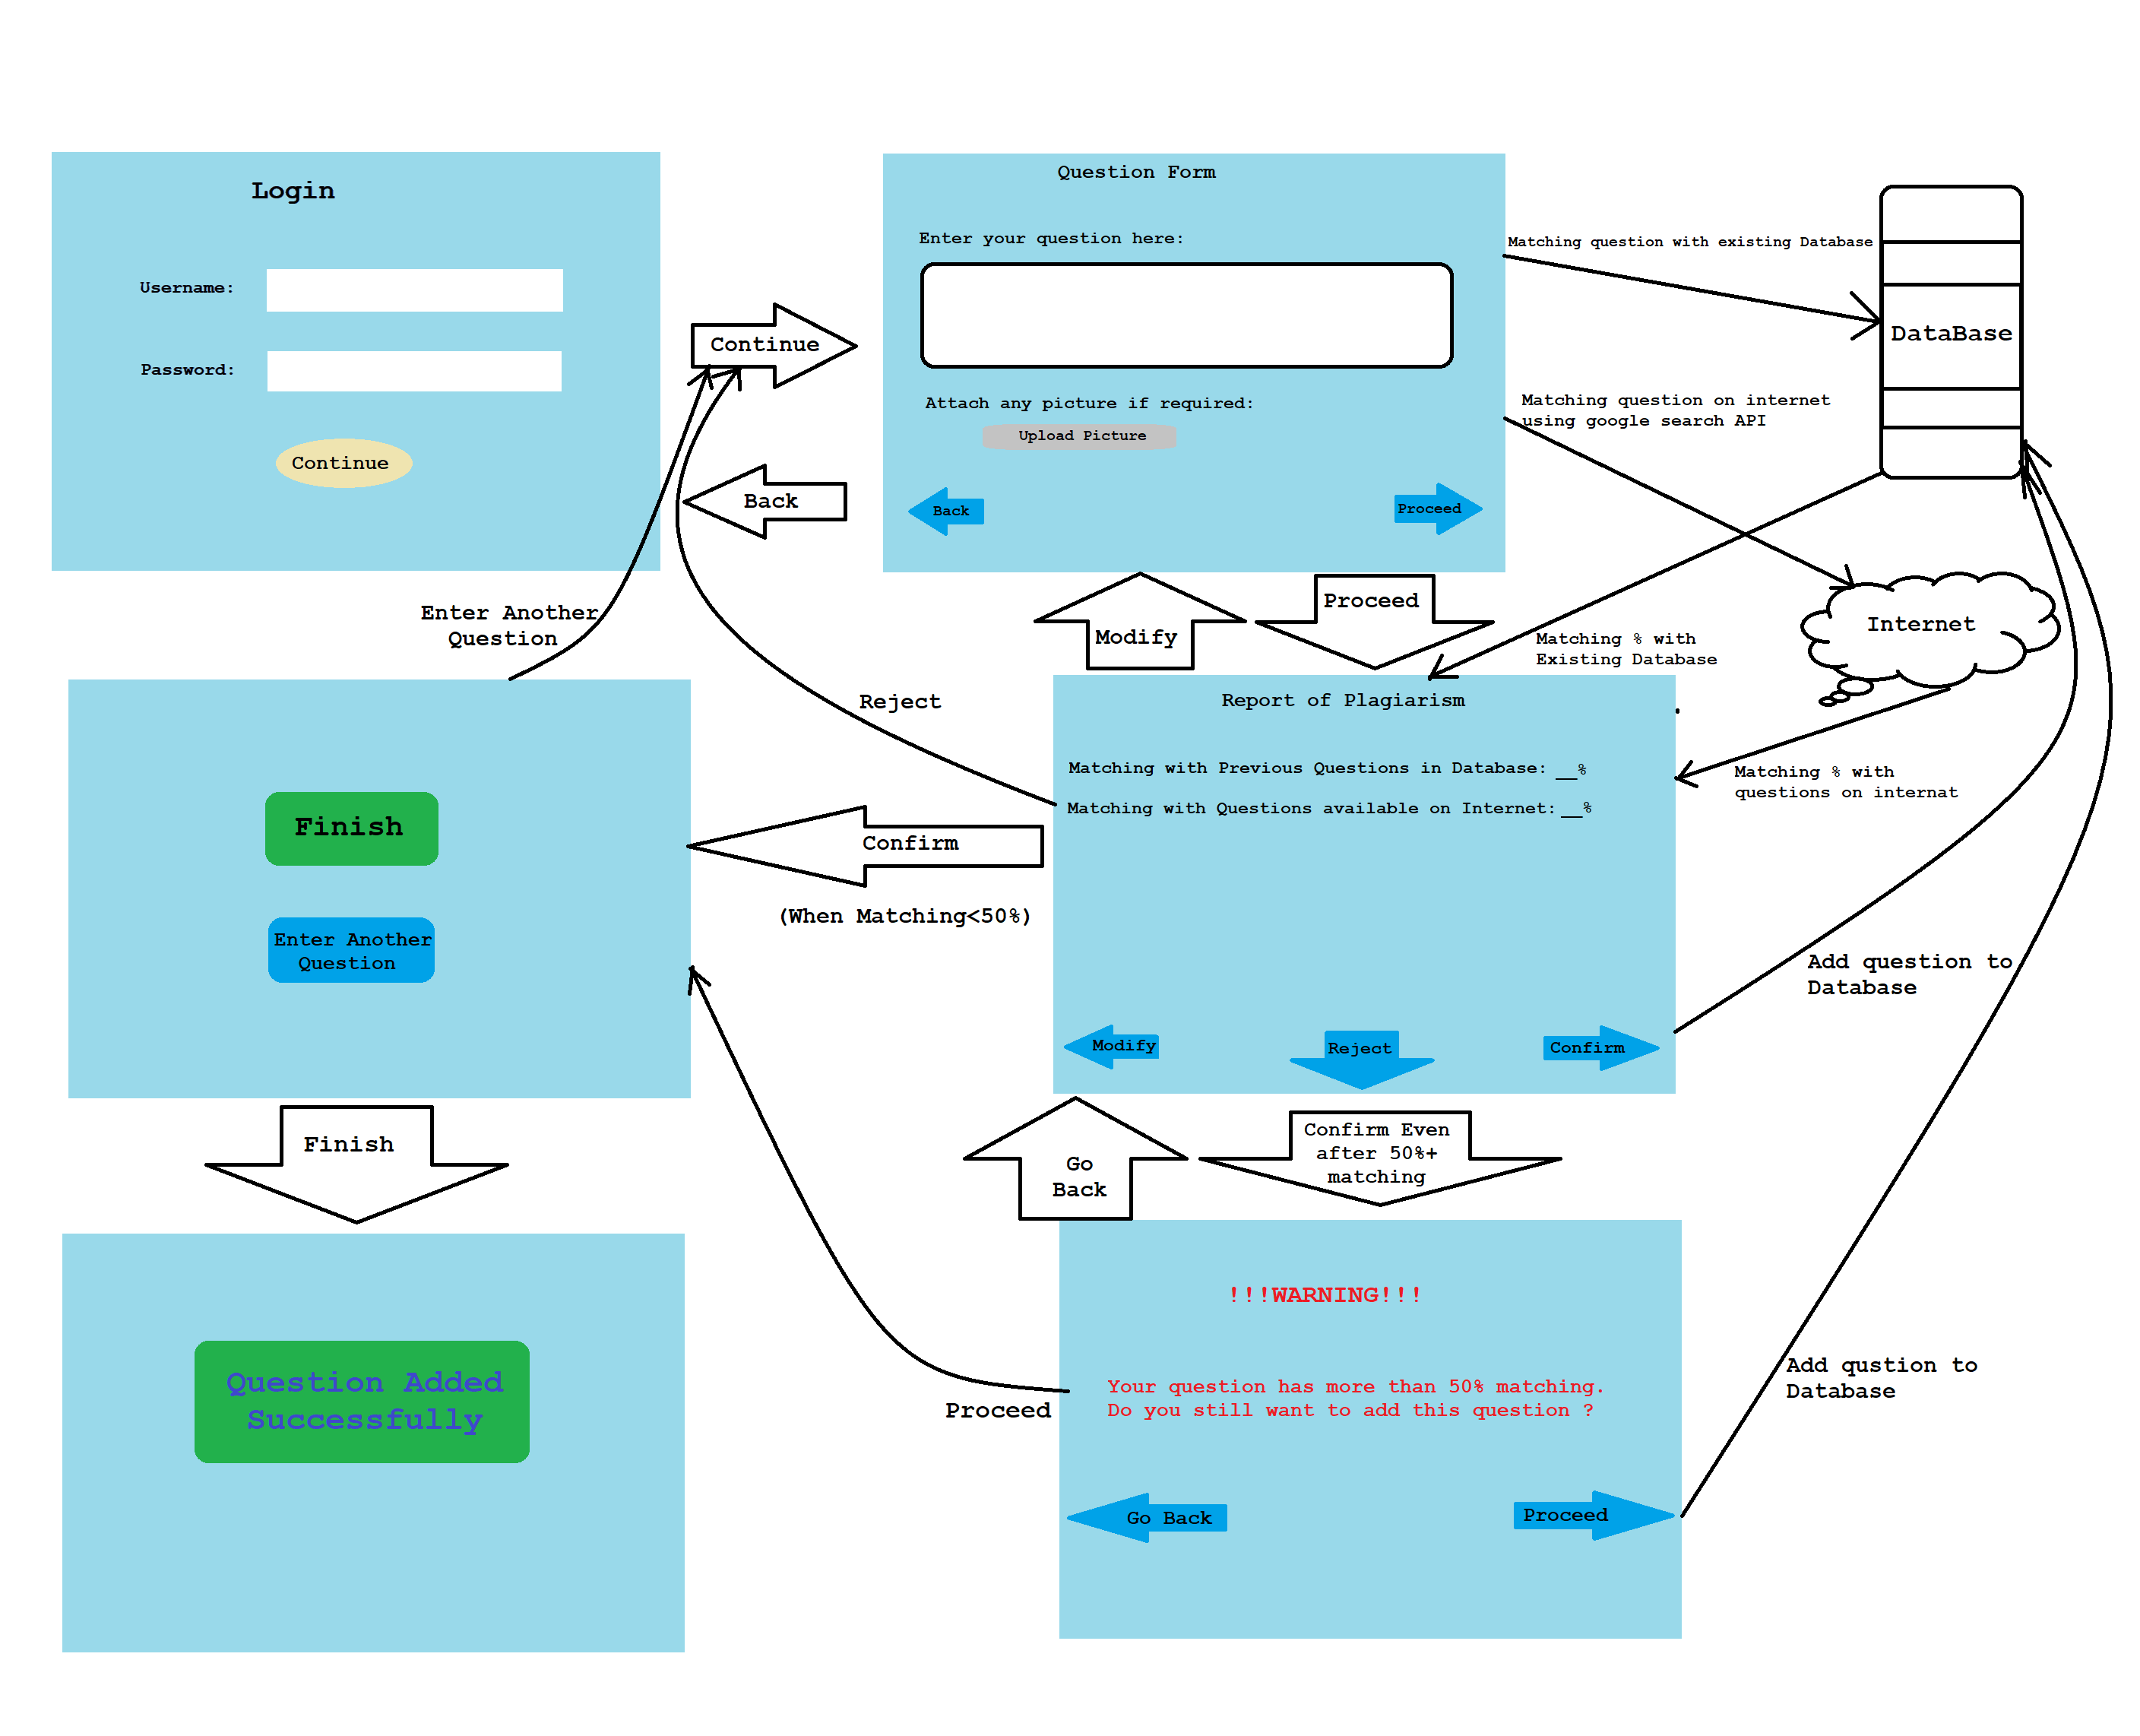 Login
Username:
Password:
Continue
Continue
Back
Question Form
Enter your question here:
Attach any picture if required:
Upload Picture
Back
Proceed
Matching question with existing Database
DataBase
Matching question on internet
using google search API
Internet
Modify
Proceed
Matching % with
Existing Database
Matching % with
questions on internat
Enter Another
Question
Reject
Report of Plagiarism
Matching with Previous Questions in Database: __%
Matching with Questions available on Internet: __%
Modify
Reject
Confirm
Confirm
(When Matching<50%)
Finish
Enter Another
Question
Finish
Question Added
Successfully
Go
Back
Confirm Even
after 50%+
matching
!!!WARNING!!!
Your question has more than 50% matching.
Do you still want to add this question ?
Go Back
Proceed
Proceed
Add question to
Database
Add qustion to
Database